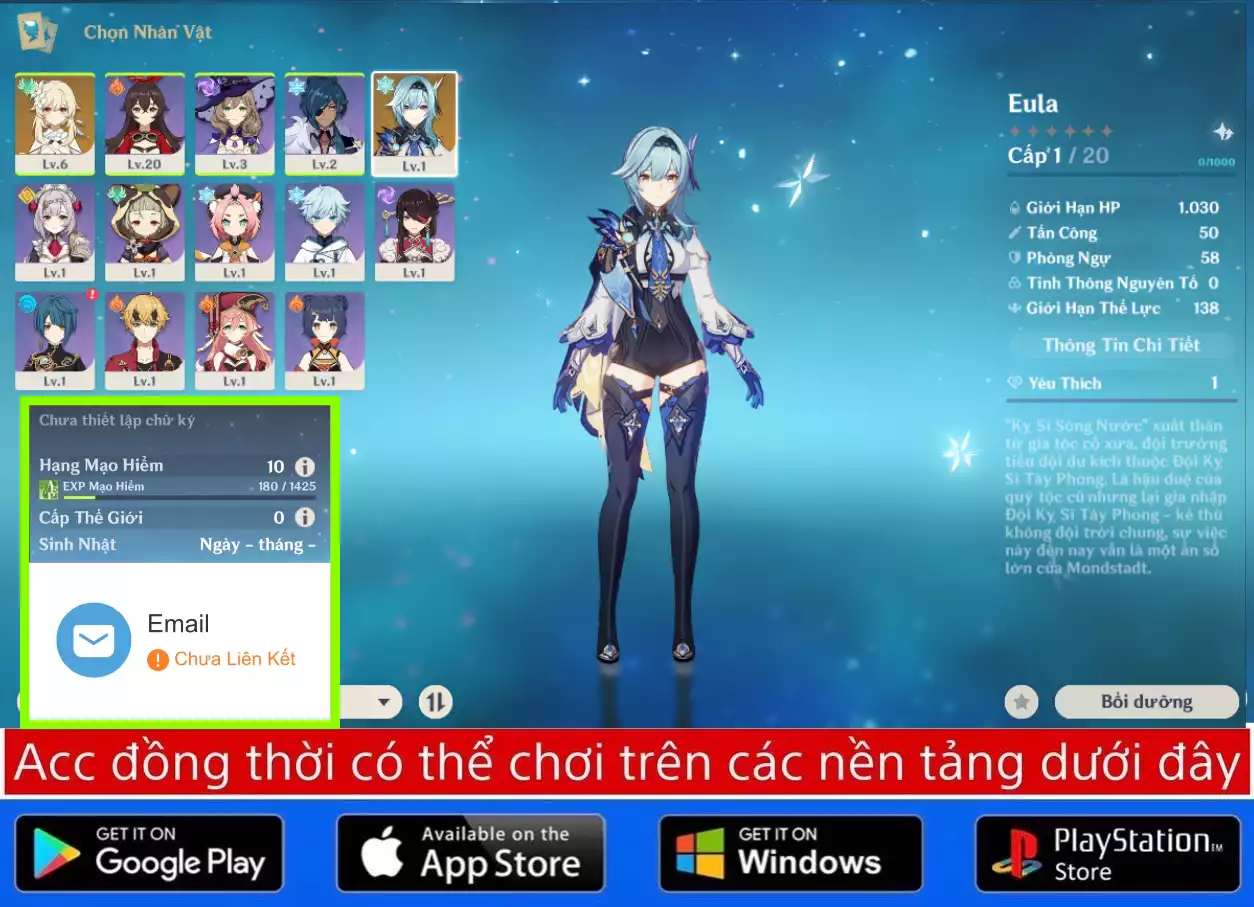 Chọn Nhân Vật
Lv.6
Lv.20
Lv.3
Lv.2
Lv.1
Lv.1
Lv.1
Lv.1
Lv.1
Lv.1
Lv.1
Lv.1
Lv.1
Lv.1
Chưa thiết lập chữ ký
Hạng Mạo Hiểm 10
EXP Mạo Hiểm 180 / 1425
Cấp Thế Giới 0
Sinh Nhật Ngày - tháng -
Email
Chưa Liên Kết
Eula
Cấp 1 / 20
0/1000
Giới Hạn HP 1.030
Tấn Công 50
Phòng Ngự 58
Tinh Thông Nguyên Tố 0
Giới Hạn Thể Lực 138
Thông Tin Chi Tiết
Yêu Thích 1
"Kỵ Sĩ Sóng Nước" xuất thân
từ gia tộc cổ xưa, đội trưởng
tiểu đội du kích thuộc Đội Kỵ
Sĩ Tây Phong. Là hậu duệ của
quý tộc cũ nhưng lại gia nhập
Đội Kỵ Sĩ Tây Phong - kẻ thù
không đội trời chung, sự việc
này đến nay vẫn là một ẩn số
lớn của Mondstadt.
Bồi dưỡng
Acc đồng thời có thể chơi trên các nền tảng dưới đây
GET IT ON
Google Play
Available on the
App Store
GET IT ON
Windows
PlayStation™
Store